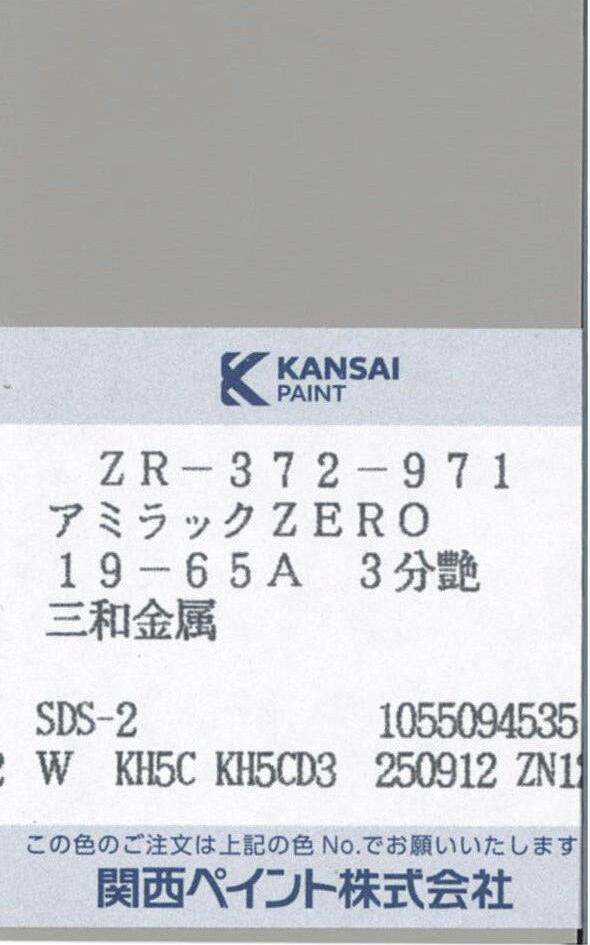 KANSAI
PAINT
ZR-372-971
アミラックZERO
19-65A 3分艶
三和金属
SDS-2 1055094535
W KH5C KH5CD3 250912 ZN12
この色のご注文は上記の色No.でお願いいたします
関西ペイント株式会社